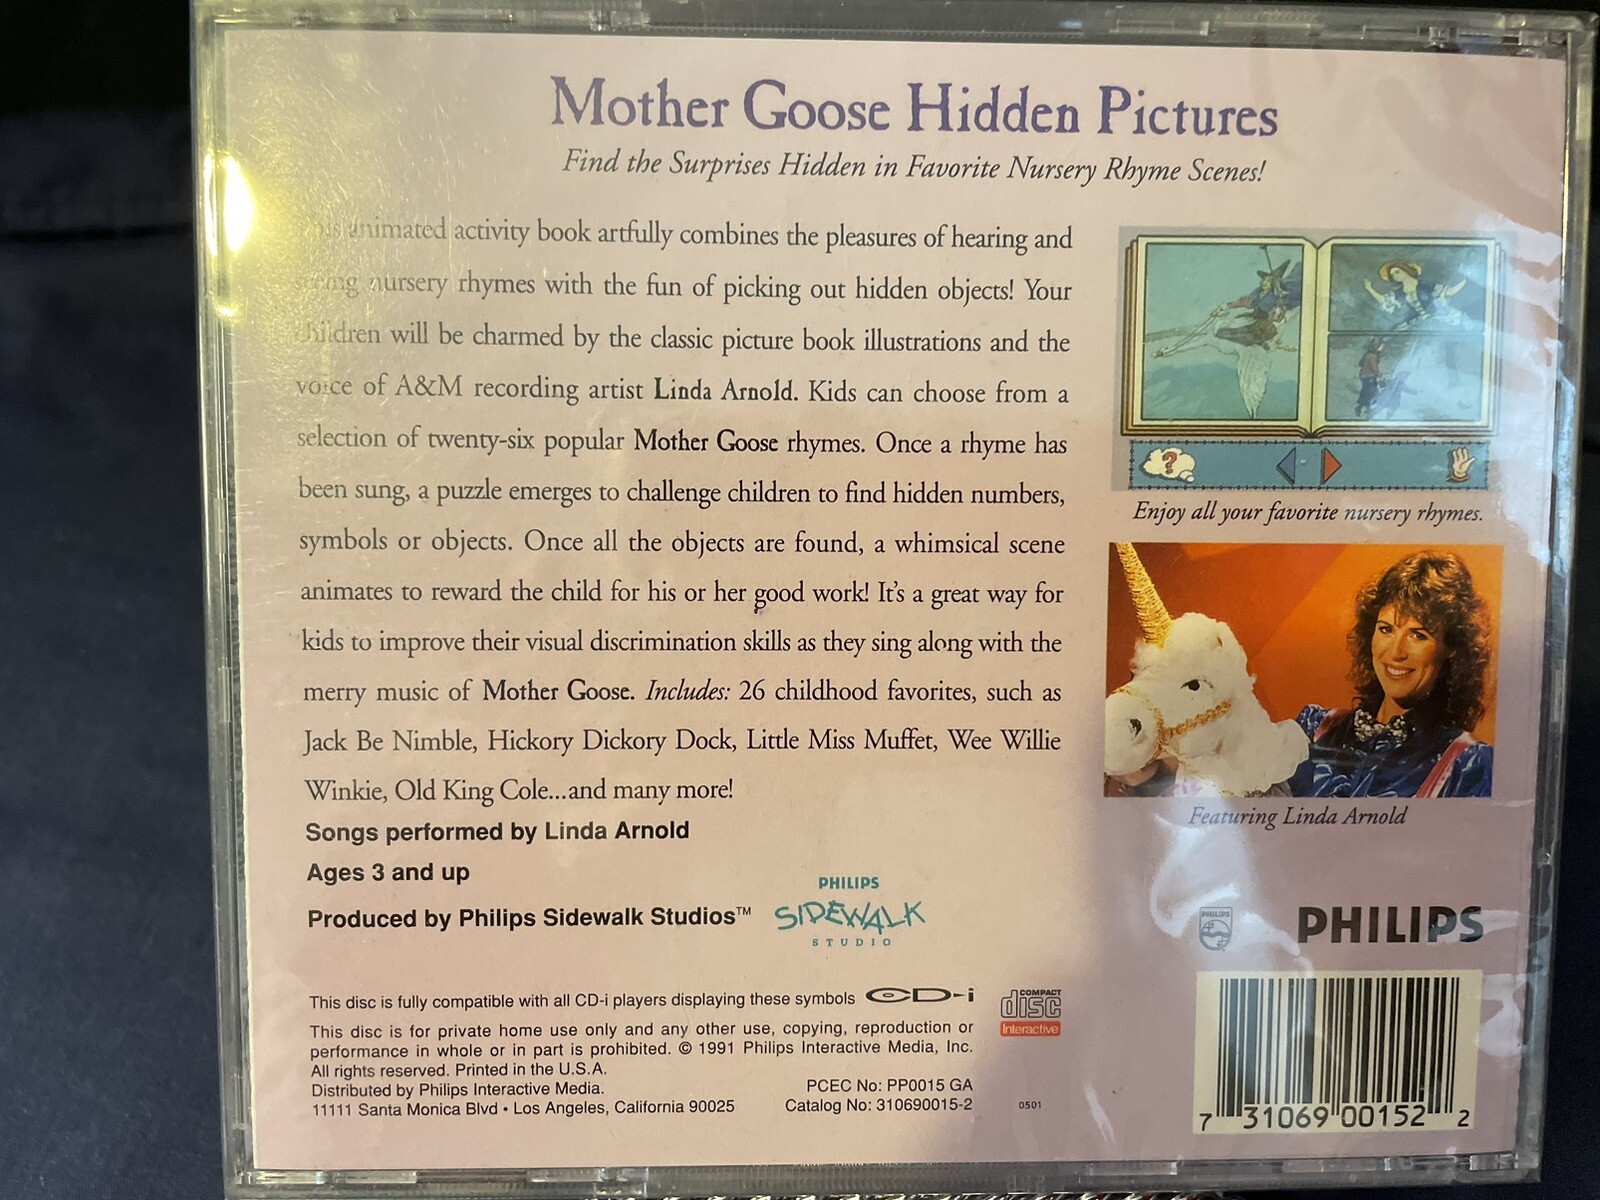 Mother Goose Hidden Pictures
Find the Surprises Hidden in Favorite Nursery Rhyme Scenes!
This animated activity book artfully combines the pleasures of hearing and
seeing nursery rhymes with the fun of picking out hidden objects! Your
children will be charmed by the classic picture book illustrations and the
voice of A&M recording artist Linda Arnold. Kids can choose from a
selection of twenty-six popular Mother Goose rhymes. Once a rhyme has
been sung, a puzzle emerges to challenge children to find hidden numbers,
symbols or objects. Once all the objects are found, a whimsical scene
animates to reward the child for his or her good work! It's a great way for
kids to improve their visual discrimination skills as they sing along with the
merry music of Mother Goose. Includes: 26 childhood favorites, such as
Jack Be Nimble, Hickory Dickory Dock, Little Miss Muffet, Wee Willie
Winkie, Old King Cole...and many more!
Songs performed by Linda Arnold
Ages 3 and up
Produced by Philips Sidewalk Studios™
PHILIPS
SIDEWALK
STUDIO
?
Enjoy all your favorite nursery rhymes.
Featuring Linda Arnold
PHILIPS
PHILIPS
This disc is fully compatible with all CD-i players displaying these symbols CD-i
COMPACT
disc
Interactive
This disc is for private home use only and any other use, copying, reproduction or
performance in whole or in part is prohibited. © 1991 Philips Interactive Media, Inc.
All rights reserved. Printed in the U.S.A.
Distributed by Philips Interactive Media.
11111 Santa Monica Blvd • Los Angeles, California 90025
PCEC No: PP0015 GA
Catalog No: 310690015-2
0501
7 31069 00152 2